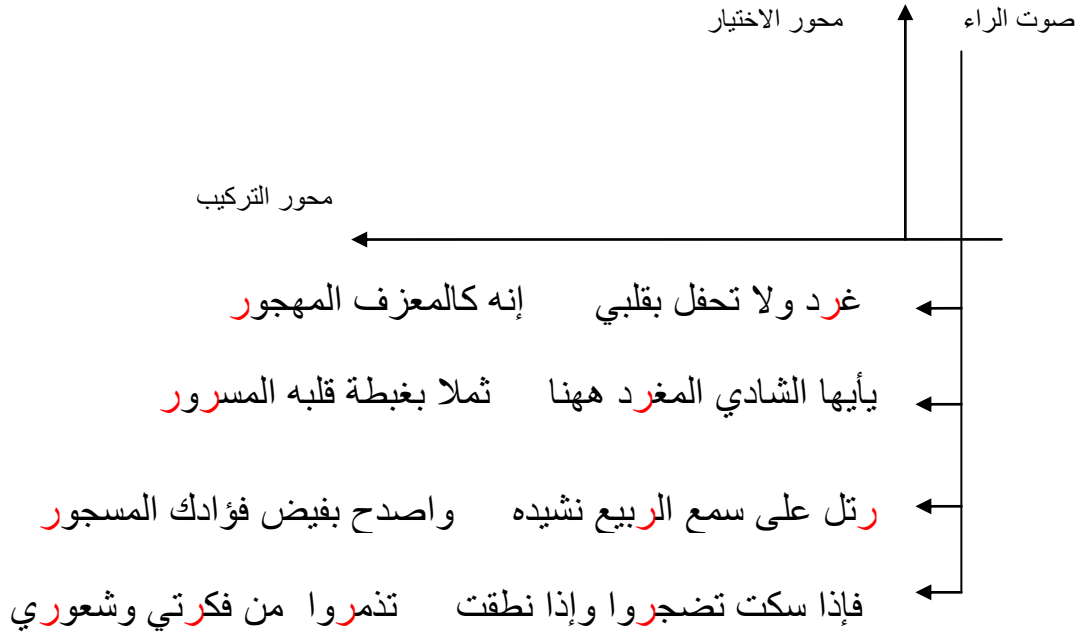 صوت الراء
محور الاختيار
محور التركيب
غرد ولا تحفل بقلبي إنه كالمعزف المهجور
يأيها الشادي المغرد ههنا ثملا بغبطة قلبه المسرور
رتل على سمع الربيع نشيده واصدح بفيض فؤادك المسجور
فإذا سكت تضجروا وإذا نطقت تذمروا من فكرتي وشعوري